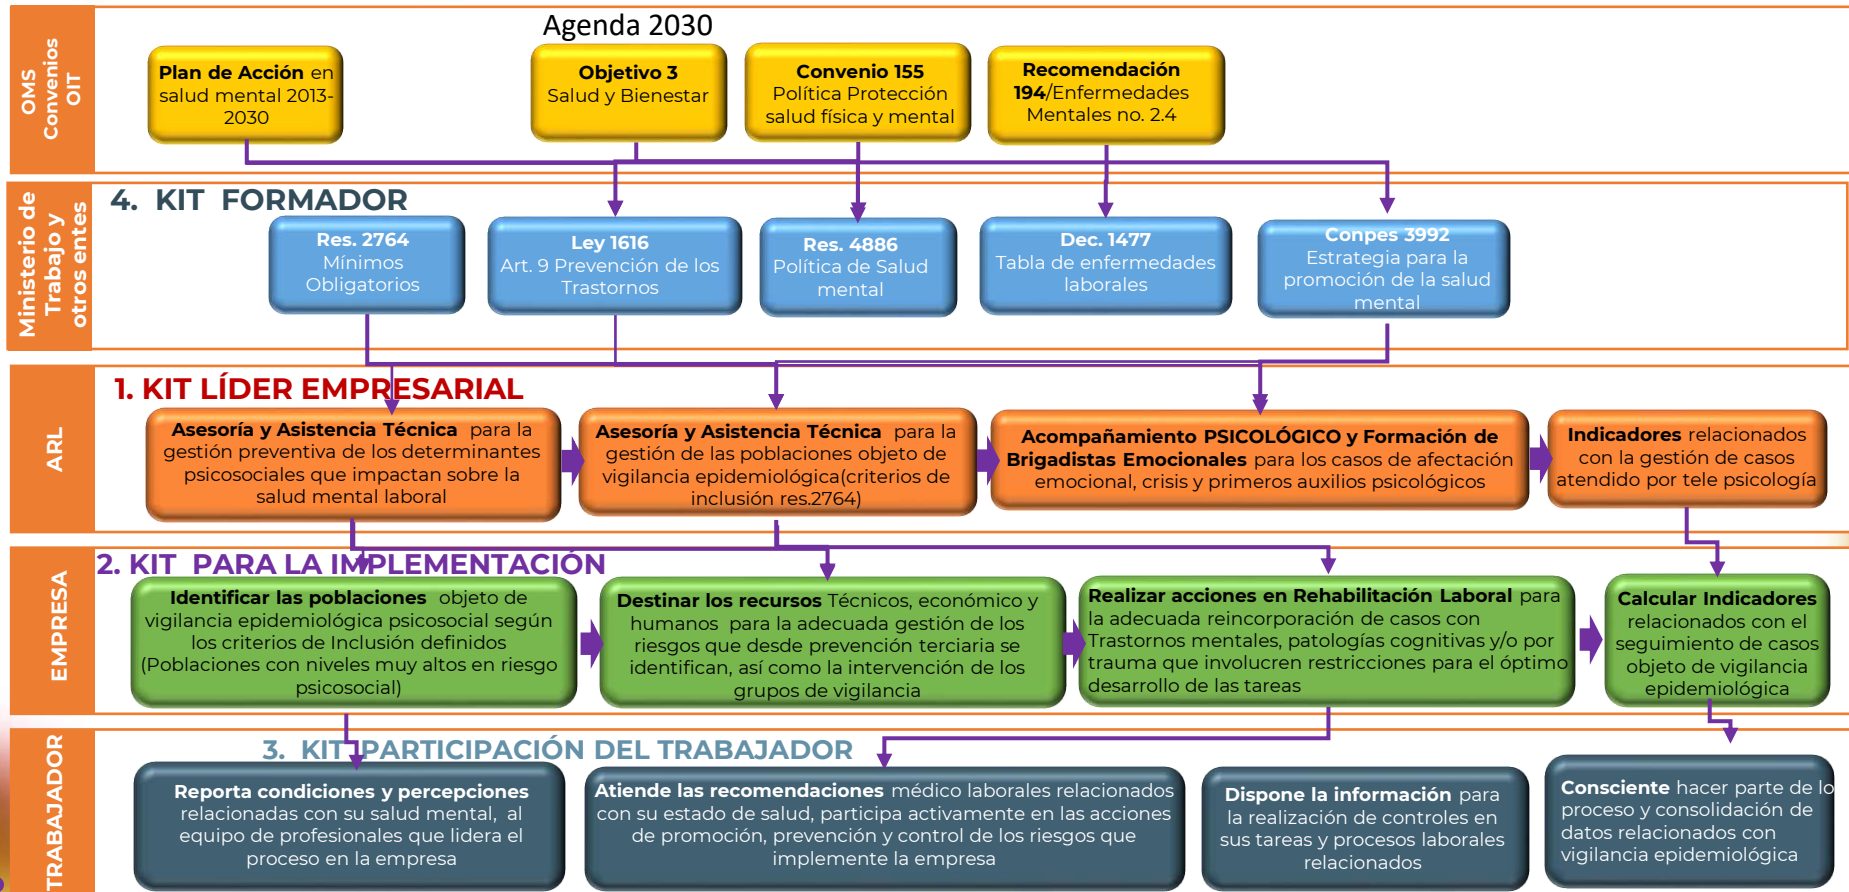 Agenda 2030
OMS
Convenios
OIT
Plan de Acción en
salud mental 2013-
2030
Objetivo 3
Salud y Bienestar
Convenio 155
Política Protección
salud física y mental
Recomendación
194/Enfermedades
Mentales no. 2.4
Ministerio de
Trabajo y
otros entes
4. KIT FORMADOR
Res. 2764
Mínimos
Obligatorios
Ley 1616
Art. 9 Prevención de los
Trastornos
Res. 4886
Política de Salud
mental
Dec. 1477
Tabla de enfermedades
laborales
Conpes 3992
Estrategia para la
promoción de la salud
mental
ARL
1. KIT LÍDER EMPRESARIAL
Asesoría y Asistencia Técnica para la
gestión preventiva de los determinantes
psicosociales que impactan sobre la
salud mental laboral
Asesoría y Asistencia Técnica para la
gestión de las poblaciones objeto de
vigilancia epidemiológica(criterios de
inclusión res.2764)
Acompañamiento PSICOLÓGICO y Formación de
Brigadistas Emocionales para los casos de afectación
emocional, crisis y primeros auxilios psicológicos
Indicadores relacionados
con la gestión de casos
atendido por tele psicología
EMPRESA
2. KIT PARA LA IMPLEMENTACIÓN
Identificar las poblaciones objeto de
vigilancia epidemiológica psicosocial según
los criterios de Inclusión definidos
(Poblaciones con niveles muy altos en riesgo
psicosocial)
Destinar los recursos Técnicos, económico y
humanos para la adecuada gestión de los
riesgos que desde prevención terciaria se
identifican, así como la intervención de los
grupos de vigilancia
Realizar acciones en Rehabilitación Laboral para
la adecuada reincorporación de casos con
Trastornos mentales, patologías cognitivas y/o por
trauma que involucren restricciones para el óptimo
desarrollo de las tareas
Calcular Indicadores
relacionados con el
seguimiento de casos
objeto de vigilancia
epidemiológica
TRABAJADOR
3. KIT PARTICIPACIÓN DEL TRABAJADOR
Reporta condiciones y percepciones
relacionadas con su salud mental, al
equipo de profesionales que lidera el
proceso en la empresa
Atiende las recomendaciones médico laborales relacionados
con su estado de salud, participa activamente en las acciones
de promoción, prevención y control de los riesgos que
implemente la empresa
Dispone la información para
la realización de controles en
sus tareas y procesos laborales
relacionados
Consciente hacer parte de lo
proceso y consolidación de
datos relacionados con
vigilancia epidemiológica